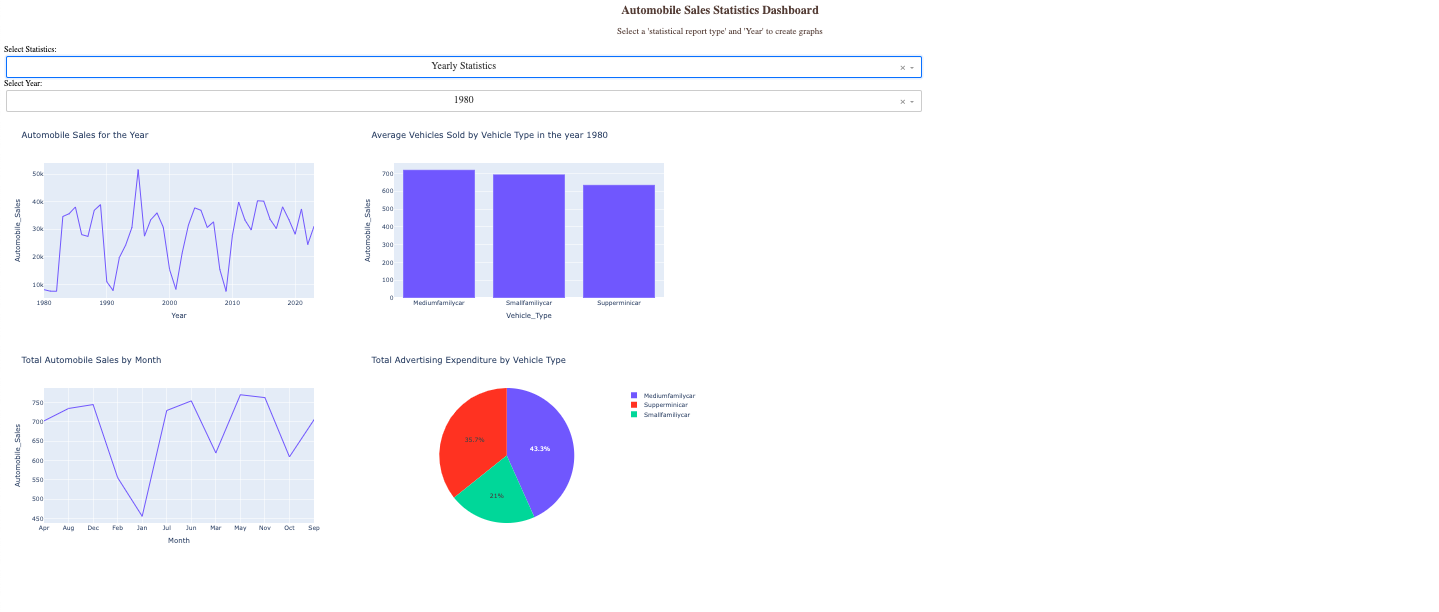 Automobile Sales Statistics Dashboard
Select a 'statistical report type' and 'Year' to create graphs
Select Statistics:
Yearly Statistics
Select Year:
1980
Automobile Sales for the Year
50k
40k
30k
20k
10k
1980 1990 2000 2010 2020
Automobile_Sales
Year
Average Vehicles Sold by Vehicle Type in the year 1980
700
600
500
400
300
200
100
0
Mediumfamilycar Smallfamiliycar Supperminicar
Automobile_Sales
Vehicle_Type
Total Automobile Sales by Month
750
700
650
600
550
500
450
Apr Aug Dec Feb Jan Jul Jun Mar May Nov Oct Sep
Automobile_Sales
Month
Total Advertising Expenditure by Vehicle Type
43.3%
35.7%
21%
Mediumfamilycar
Supperminicar
Smallfamiliycar